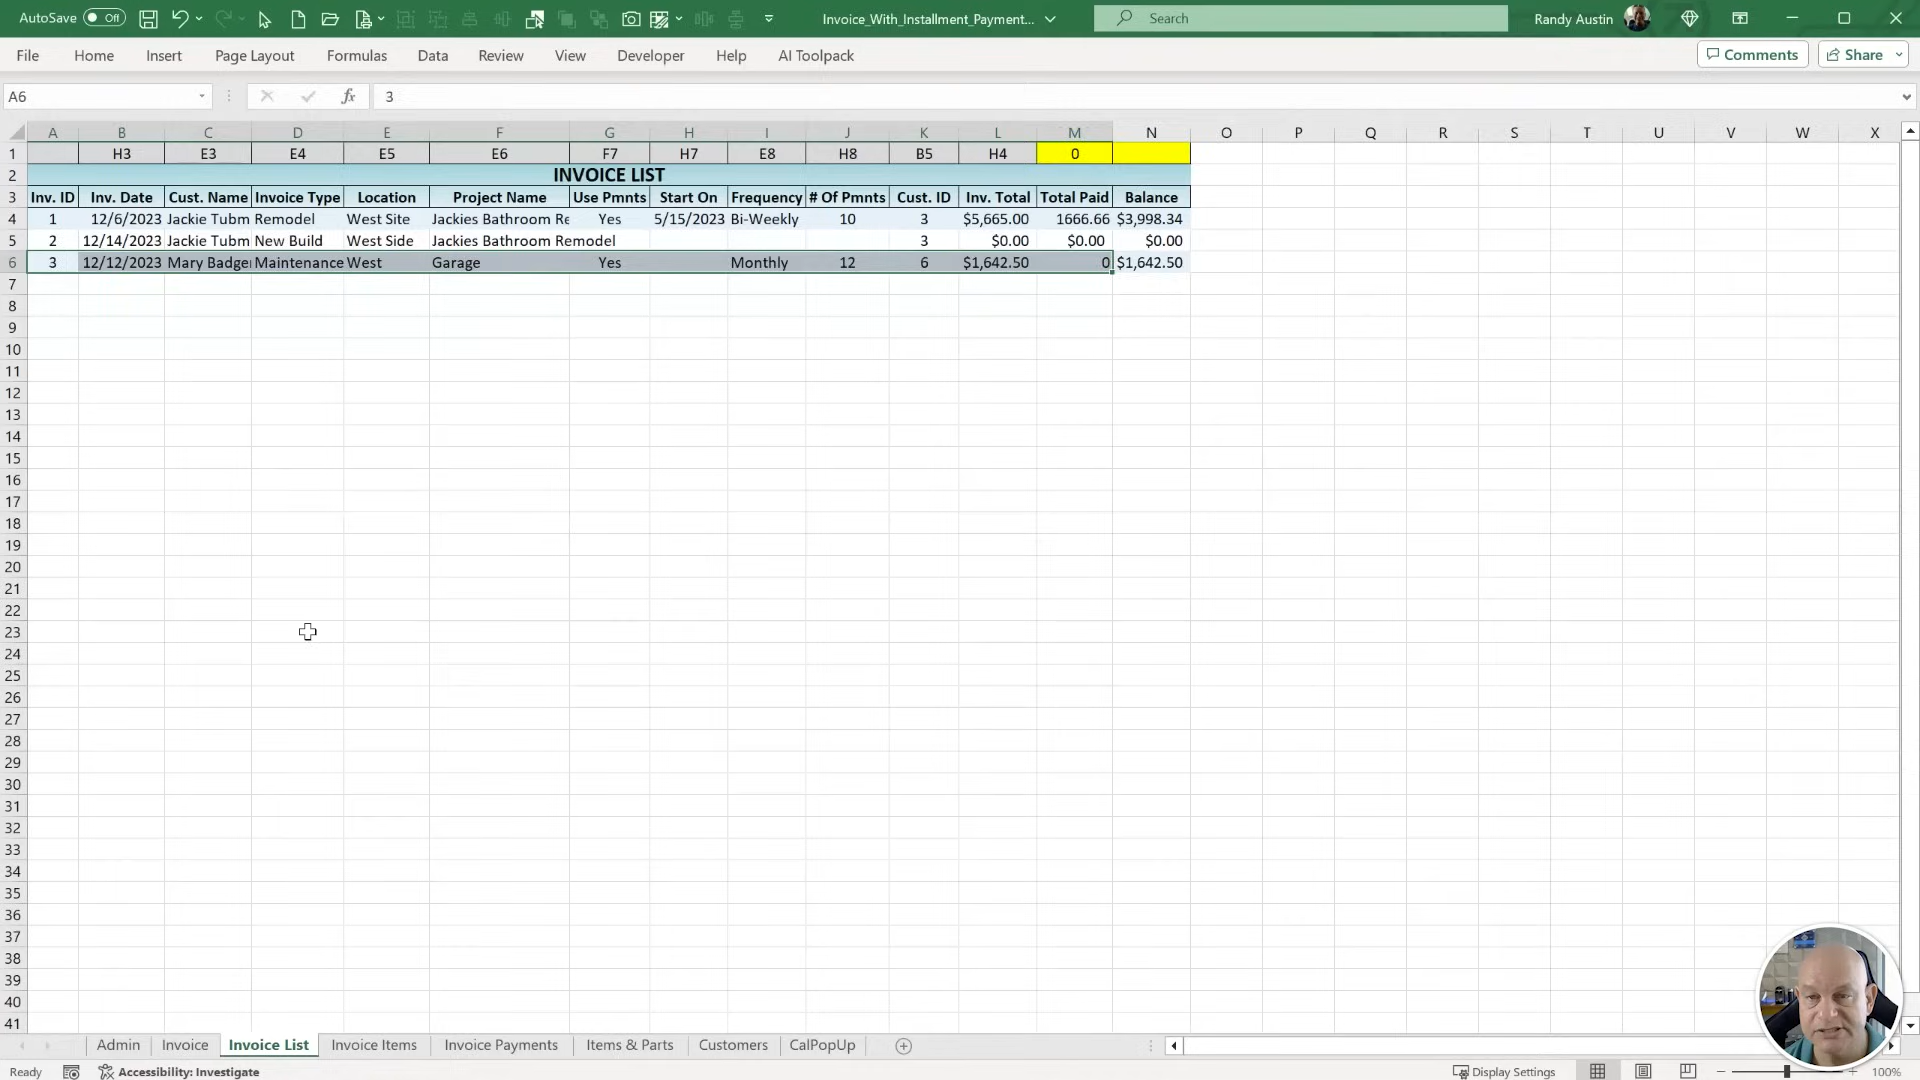 AutoSave Off Invoice_With_Installment_Payment... Search Randy Austin
File Home Insert Page Layout Formulas Data Review View Developer Help AI Toolpack Comments Share
A6 fx 3
A B C D E F G H I J K L M N O P Q R S T U V W X
1 H3 E3 E4 E5 E6 F7 H7 E8 H8 B5 H4 0
2 INVOICE LIST
3 Inv. ID Inv. Date Cust. Name Invoice Type Location Project Name Use Pmnts Start On Frequency # Of Pmnts Cust. ID Inv. Total Total Paid Balance
4 1 12/6/2023 Jackie Tubm Remodel West Site Jackies Bathroom Re Yes 5/15/2023 Bi-Weekly 10 3 $5,665.00 1666.66 $3,998.34
5 2 12/14/2023 Jackie Tubm New Build West Side Jackies Bathroom Remodel 3 $0.00 $0.00 $0.00
6 3 12/12/2023 Mary Badge Maintenance West Garage Yes Monthly 12 6 $1,642.50 0 $1,642.50
7
8
9
10
11
12
13
14
15
16
17
18
19
20
21
22
23
24
25
26
27
28
29
30
31
32
33
34
35
36
37
38
39
40
41
Admin Invoice Invoice List Invoice Items Invoice Payments Items & Parts Customers CalPopUp
Ready Accessibility: Investigate Display Settings 100%